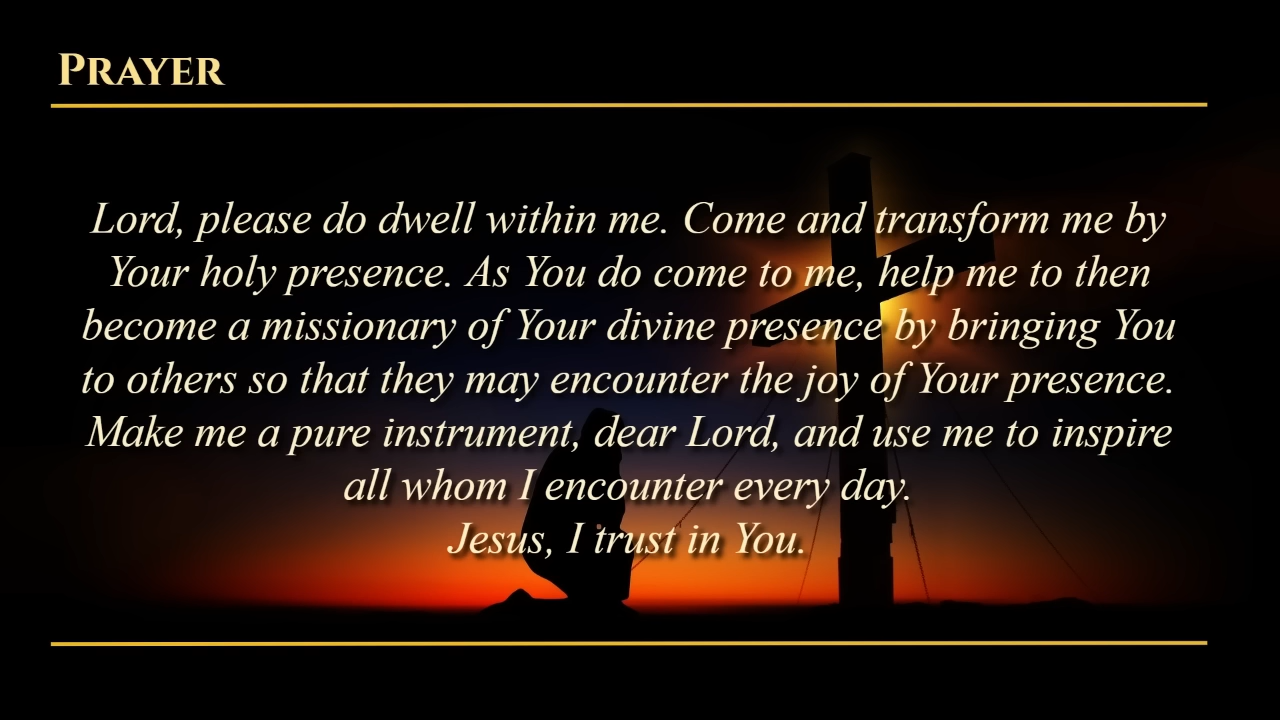 Prayer
Lord, please do dwell within me. Come and transform me by
Your holy presence. As You do come to me, help me to then
become a missionary of Your divine presence by bringing You
to others so that they may encounter the joy of Your presence.
Make me a pure instrument, dear Lord, and use me to inspire
all whom I encounter every day.
Jesus, I trust in You.